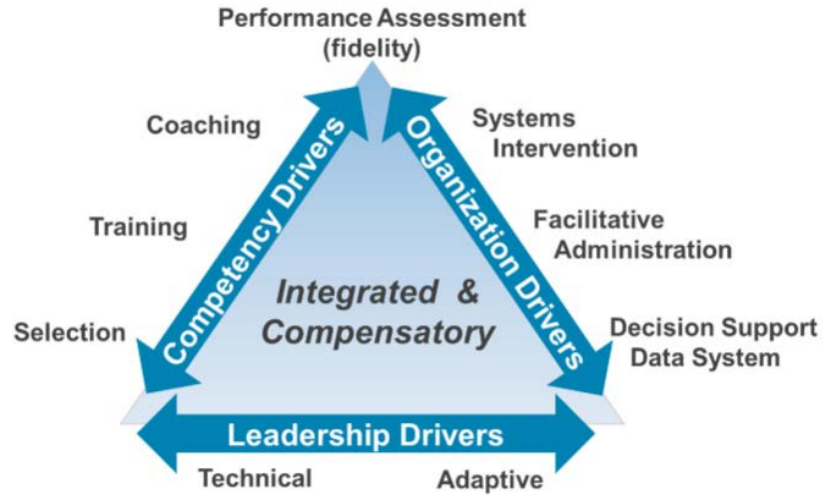 Performance Assessment
(fidelity)
Coaching
Training
Selection
Competency Drivers
Organization Drivers
Systems
Intervention
Facilitative
Administration
Decision Support
Data System
Integrated &
Compensatory
Leadership Drivers
Technical
Adaptive